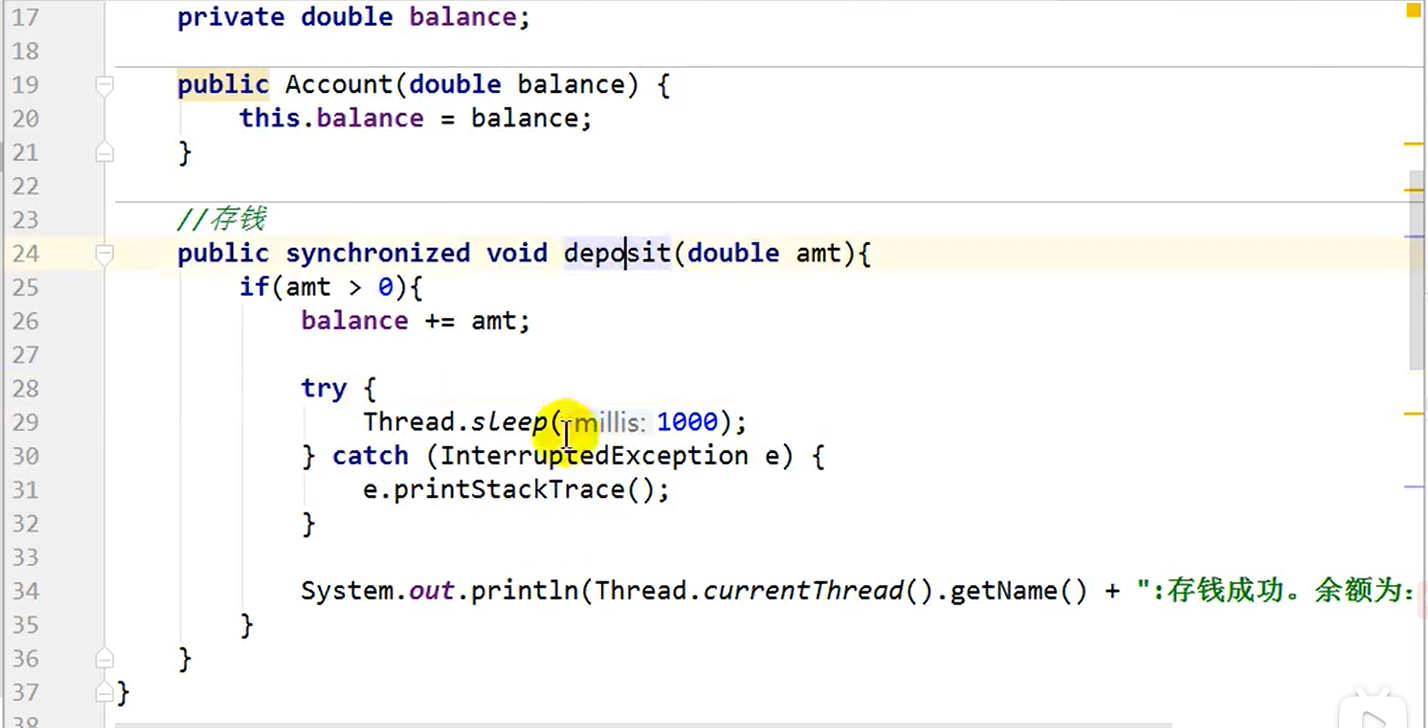 17 private double balance;
18
19 public Account(double balance) {
20 this.balance = balance;
21 }
22
23 //存钱
24 public synchronized void deposit(double amt){
25 if(amt > 0){
26 balance += amt;
27
28 try {
29 Thread.sleep( millis: 1000);
30 } catch (InterruptedException e) {
31 e.printStackTrace();
32 }
33
34 System.out.println(Thread.currentThread().getName() + ":存钱成功。余额为:
35 }
36 }
37 }
38